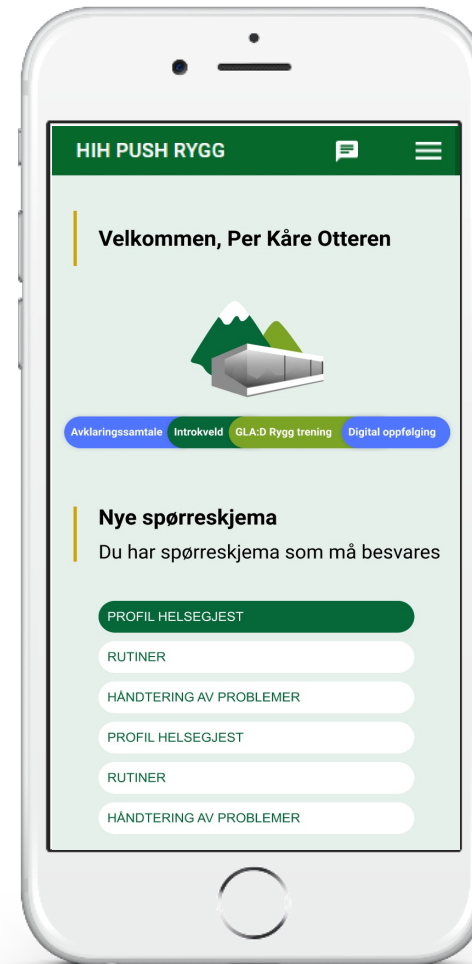 HIH PUSH RYGG
Velkommen, Per Kåre Otteren
Avklaringssamtale Introkveld GLA:D Rygg trening Digital oppfølging
Nye spørreskjema
Du har spørreskjema som må besvares
PROFIL HELSEGJEST
RUTINER
HÅNDTERING AV PROBLEMER
PROFIL HELSEGJEST
RUTINER
HÅNDTERING AV PROBLEMER